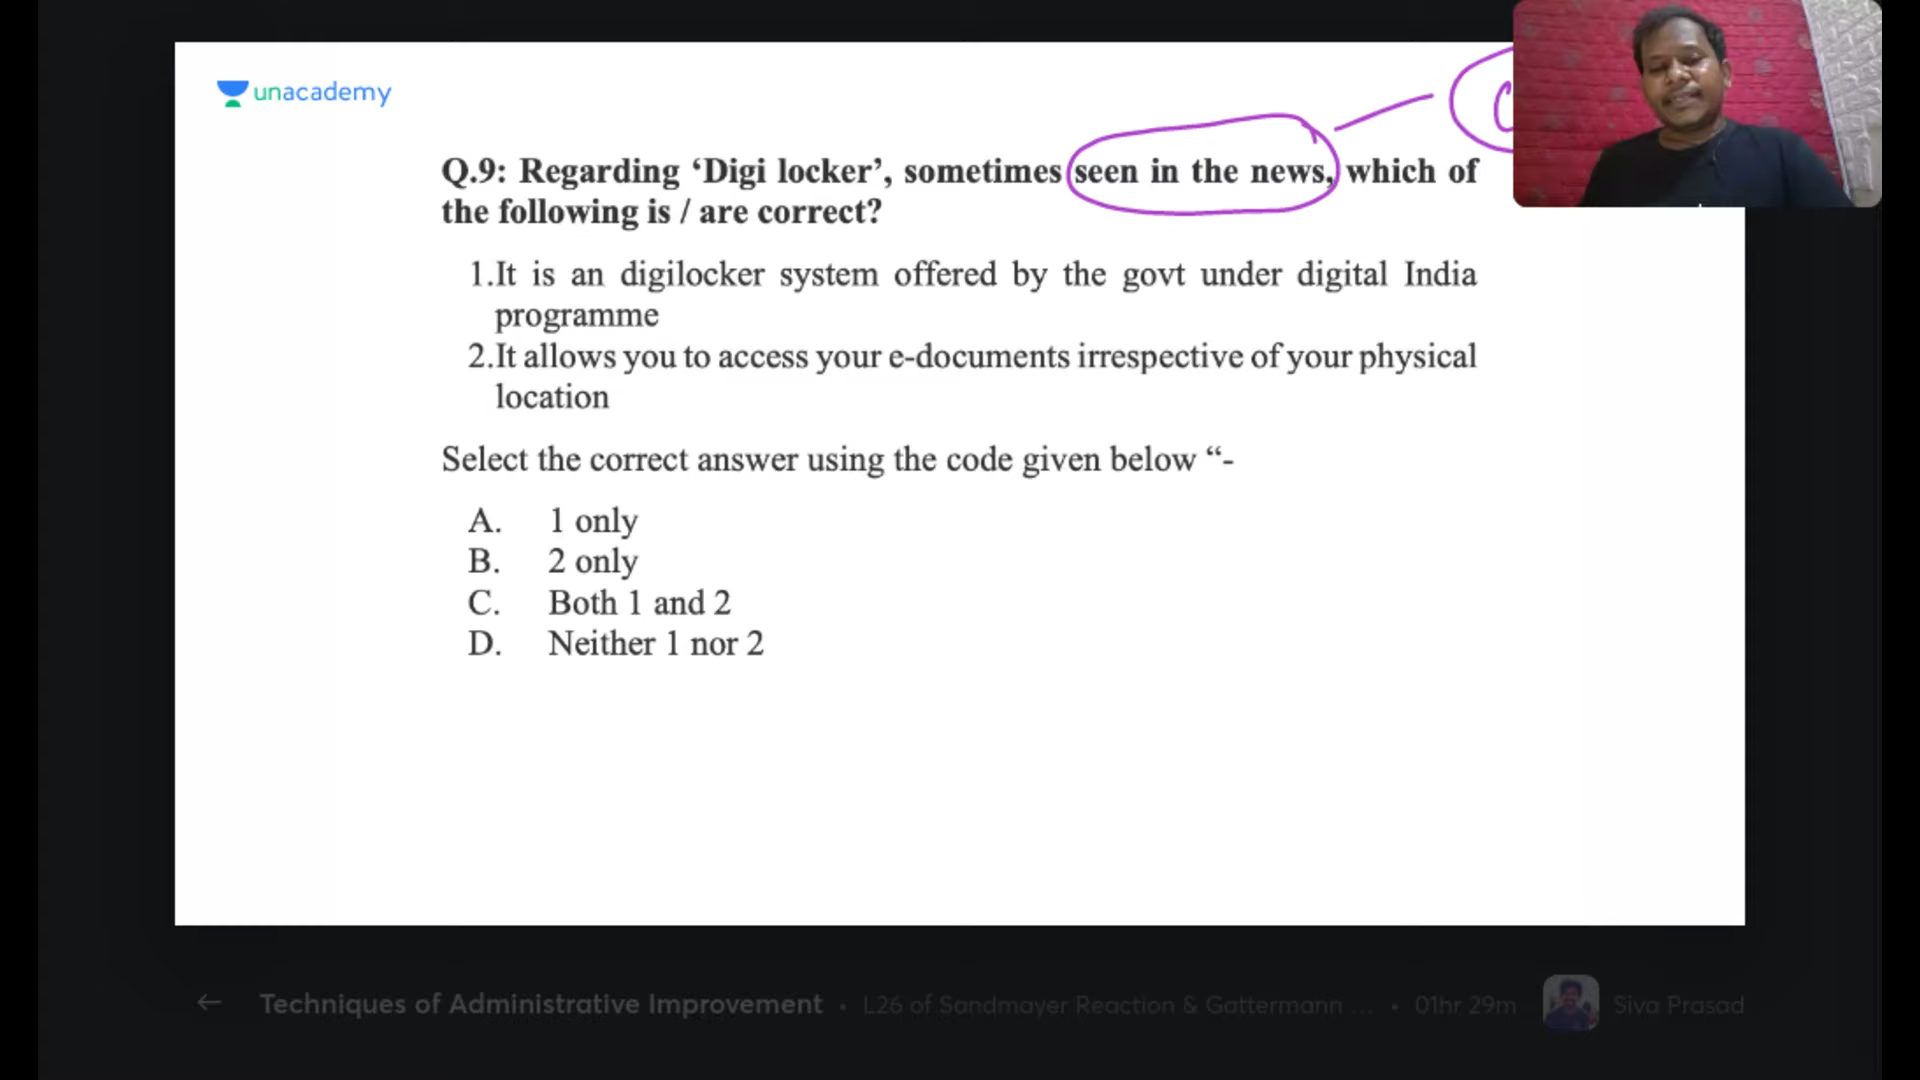 unacademy
Q.9: Regarding ‘Digi locker’, sometimes seen in the news, which of
the following is / are correct?
1.It is an digilocker system offered by the govt under digital India
programme
2.It allows you to access your e-documents irrespective of your physical
location
Select the correct answer using the code given below “-
A. 1 only
B. 2 only
C. Both 1 and 2
D. Neither 1 nor 2
← Techniques of Administrative Improvement • L26 of Sandmayer Reaction & Gattermann ... • 01hr 29m Siva Prasad